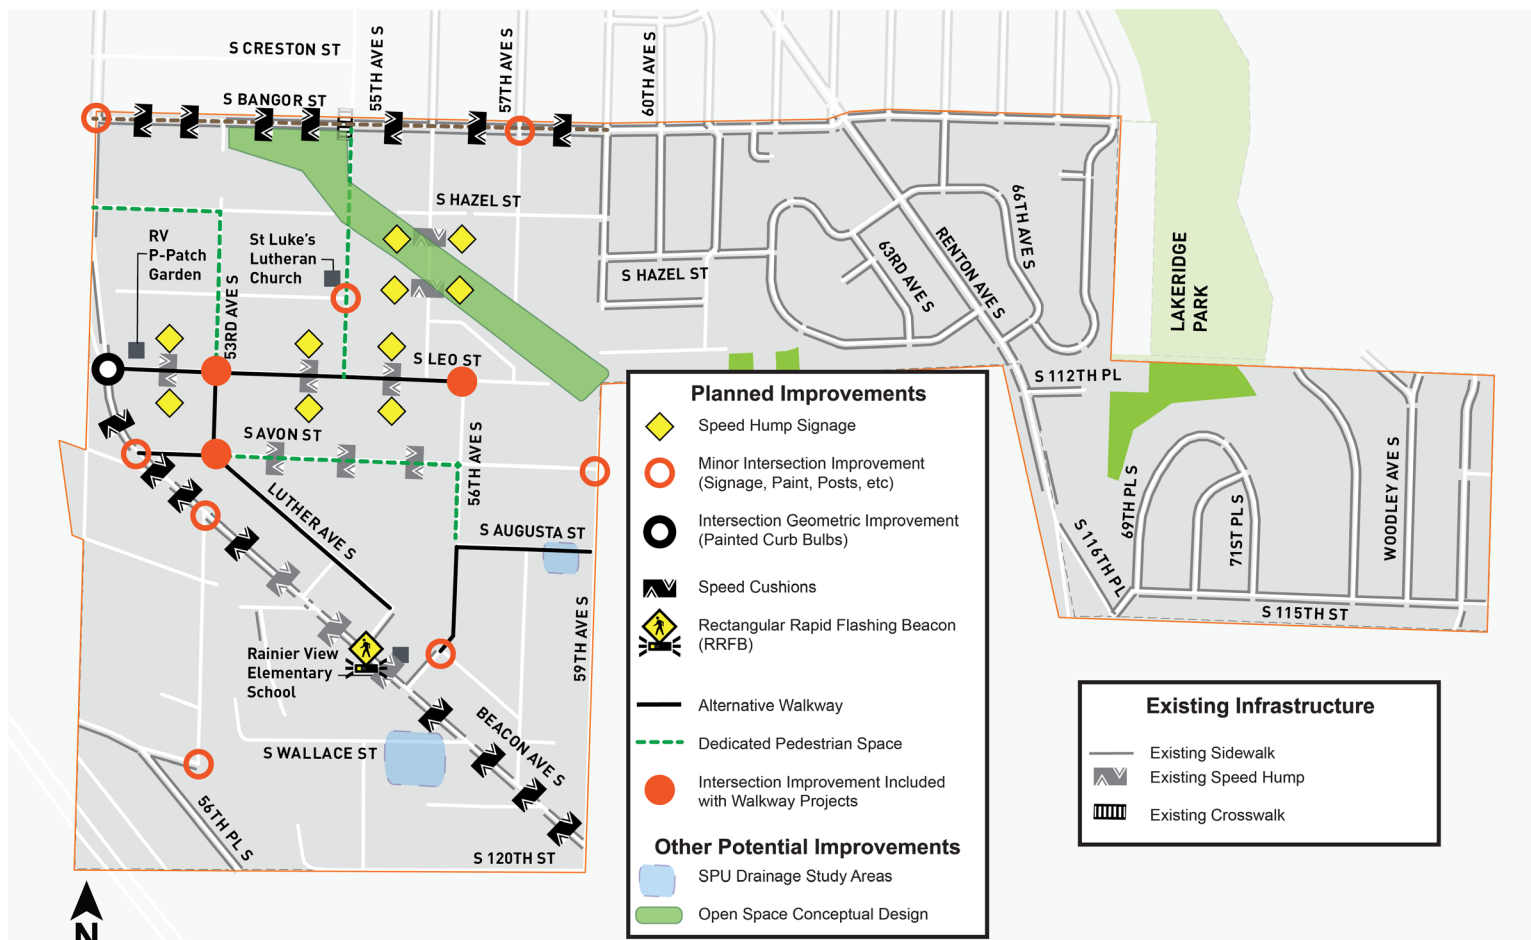 S CRESTON ST
55TH AVE S
57TH AVE S
60TH AVE S
S BANGOR ST
S HAZEL ST
RV
P-Patch
Garden
St Luke's
Lutheran
Church
53RD AVE S
S HAZEL ST
63RD AVE S
RENTON AVE S
66TH AVE S
LAKERIDGE
PARK
S LEO ST
S AVON ST
56TH AVE S
LUTHER AVE S
S AUGUSTA ST
59TH AVE S
Rainier View
Elementary
School
BEACON AVE S
S WALLACE ST
56TH PL S
S 120TH ST
N
S 112TH PL
S 116TH PL
69TH PL S
71ST PL S
WOODLEY AVE S
S 115TH ST
Planned Improvements
Speed Hump Signage
Minor Intersection Improvement
(Signage, Paint, Posts, etc)
Intersection Geometric Improvement
(Painted Curb Bulbs)
Speed Cushions
Rectangular Rapid Flashing Beacon
(RRFB)
Alternative Walkway
Dedicated Pedestrian Space
Intersection Improvement Included
with Walkway Projects
Other Potential Improvements
SPU Drainage Study Areas
Open Space Conceptual Design
Existing Infrastructure
Existing Sidewalk
Existing Speed Hump
Existing Crosswalk